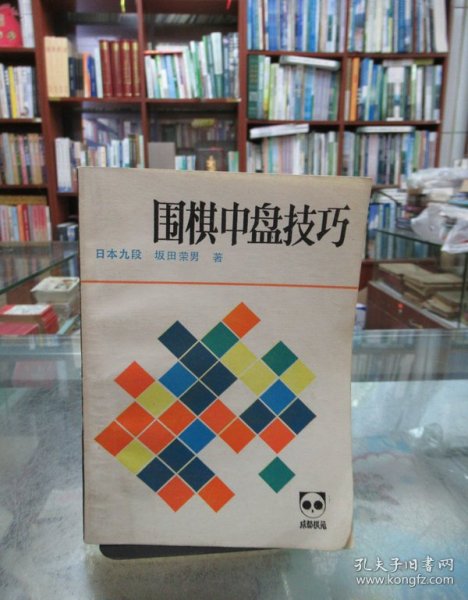 围棋中盘技巧
日本九段 坂田荣男 著
成都棋苑
孔夫子旧书网
www.kongfz.com